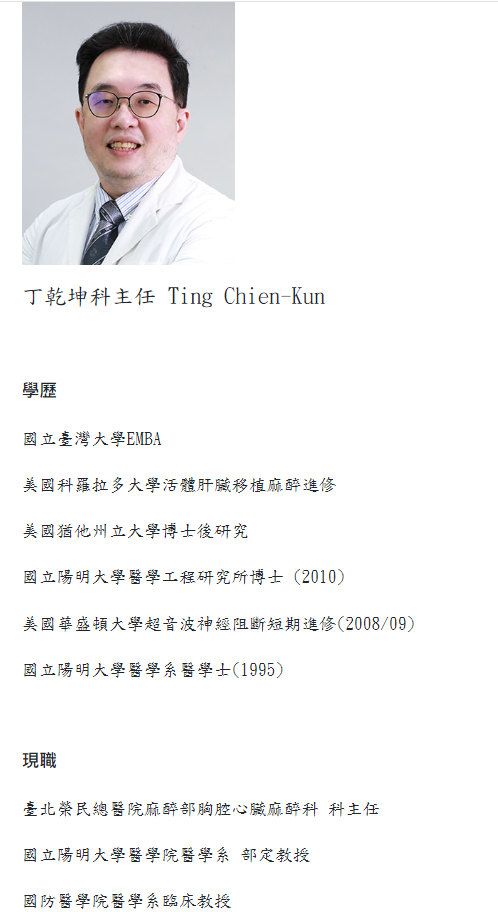 丁乾坤科主任 Ting Chien-Kun
學歷
國立臺灣大學EMBA
美國科羅拉多大學活體肝臟移植麻醉進修
美國猶他州立大學博士後研究
國立陽明大學醫學工程研究所博士 (2010)
美國華盛頓大學超音波神經阻斷短期進修(2008/09)
國立陽明大學醫學系醫學士(1995)
現職
臺北榮民總醫院麻醉部胸腔心臟麻醉科 科主任
國立陽明大學醫學院醫學系 部定教授
國防醫學院醫學系臨床教授